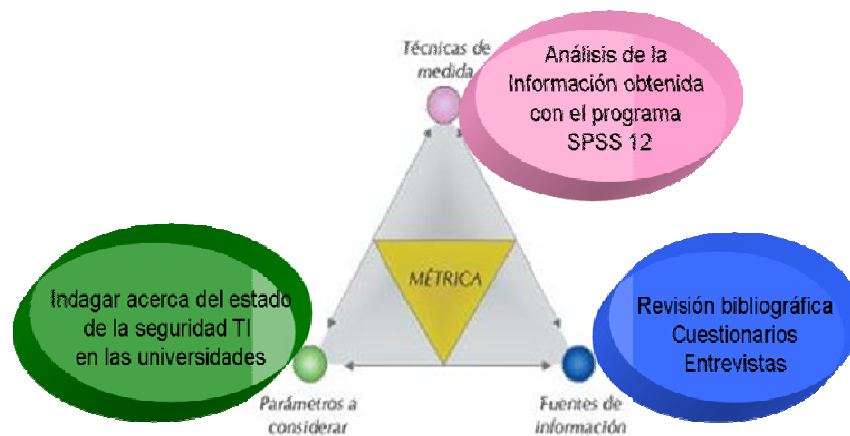 Técnicas de
medida
Análisis de la
Información obtenida
con el programa
SPSS 12
MÉTRICA
Indagar acerca del estado
de la seguridad TI
en las universidades
Revisión bibliográfica
Cuestionarios
Entrevistas
Parámetros a
considerar
Fuentes de
información